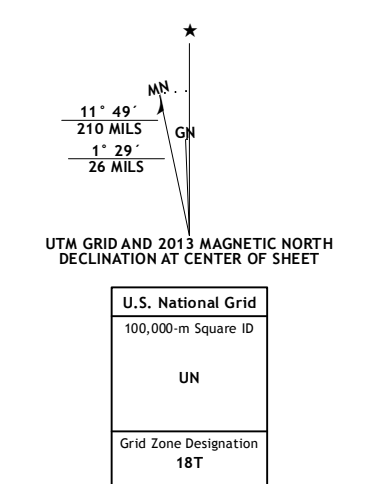 ★
MN
11° 49´
210 MILS
GN
1° 29´
26 MILS
UTM GRID AND 2013 MAGNETIC NORTH
DECLINATION AT CENTER OF SHEET
U.S. National Grid
100,000-m Square ID
UN
Grid Zone Designation
18T